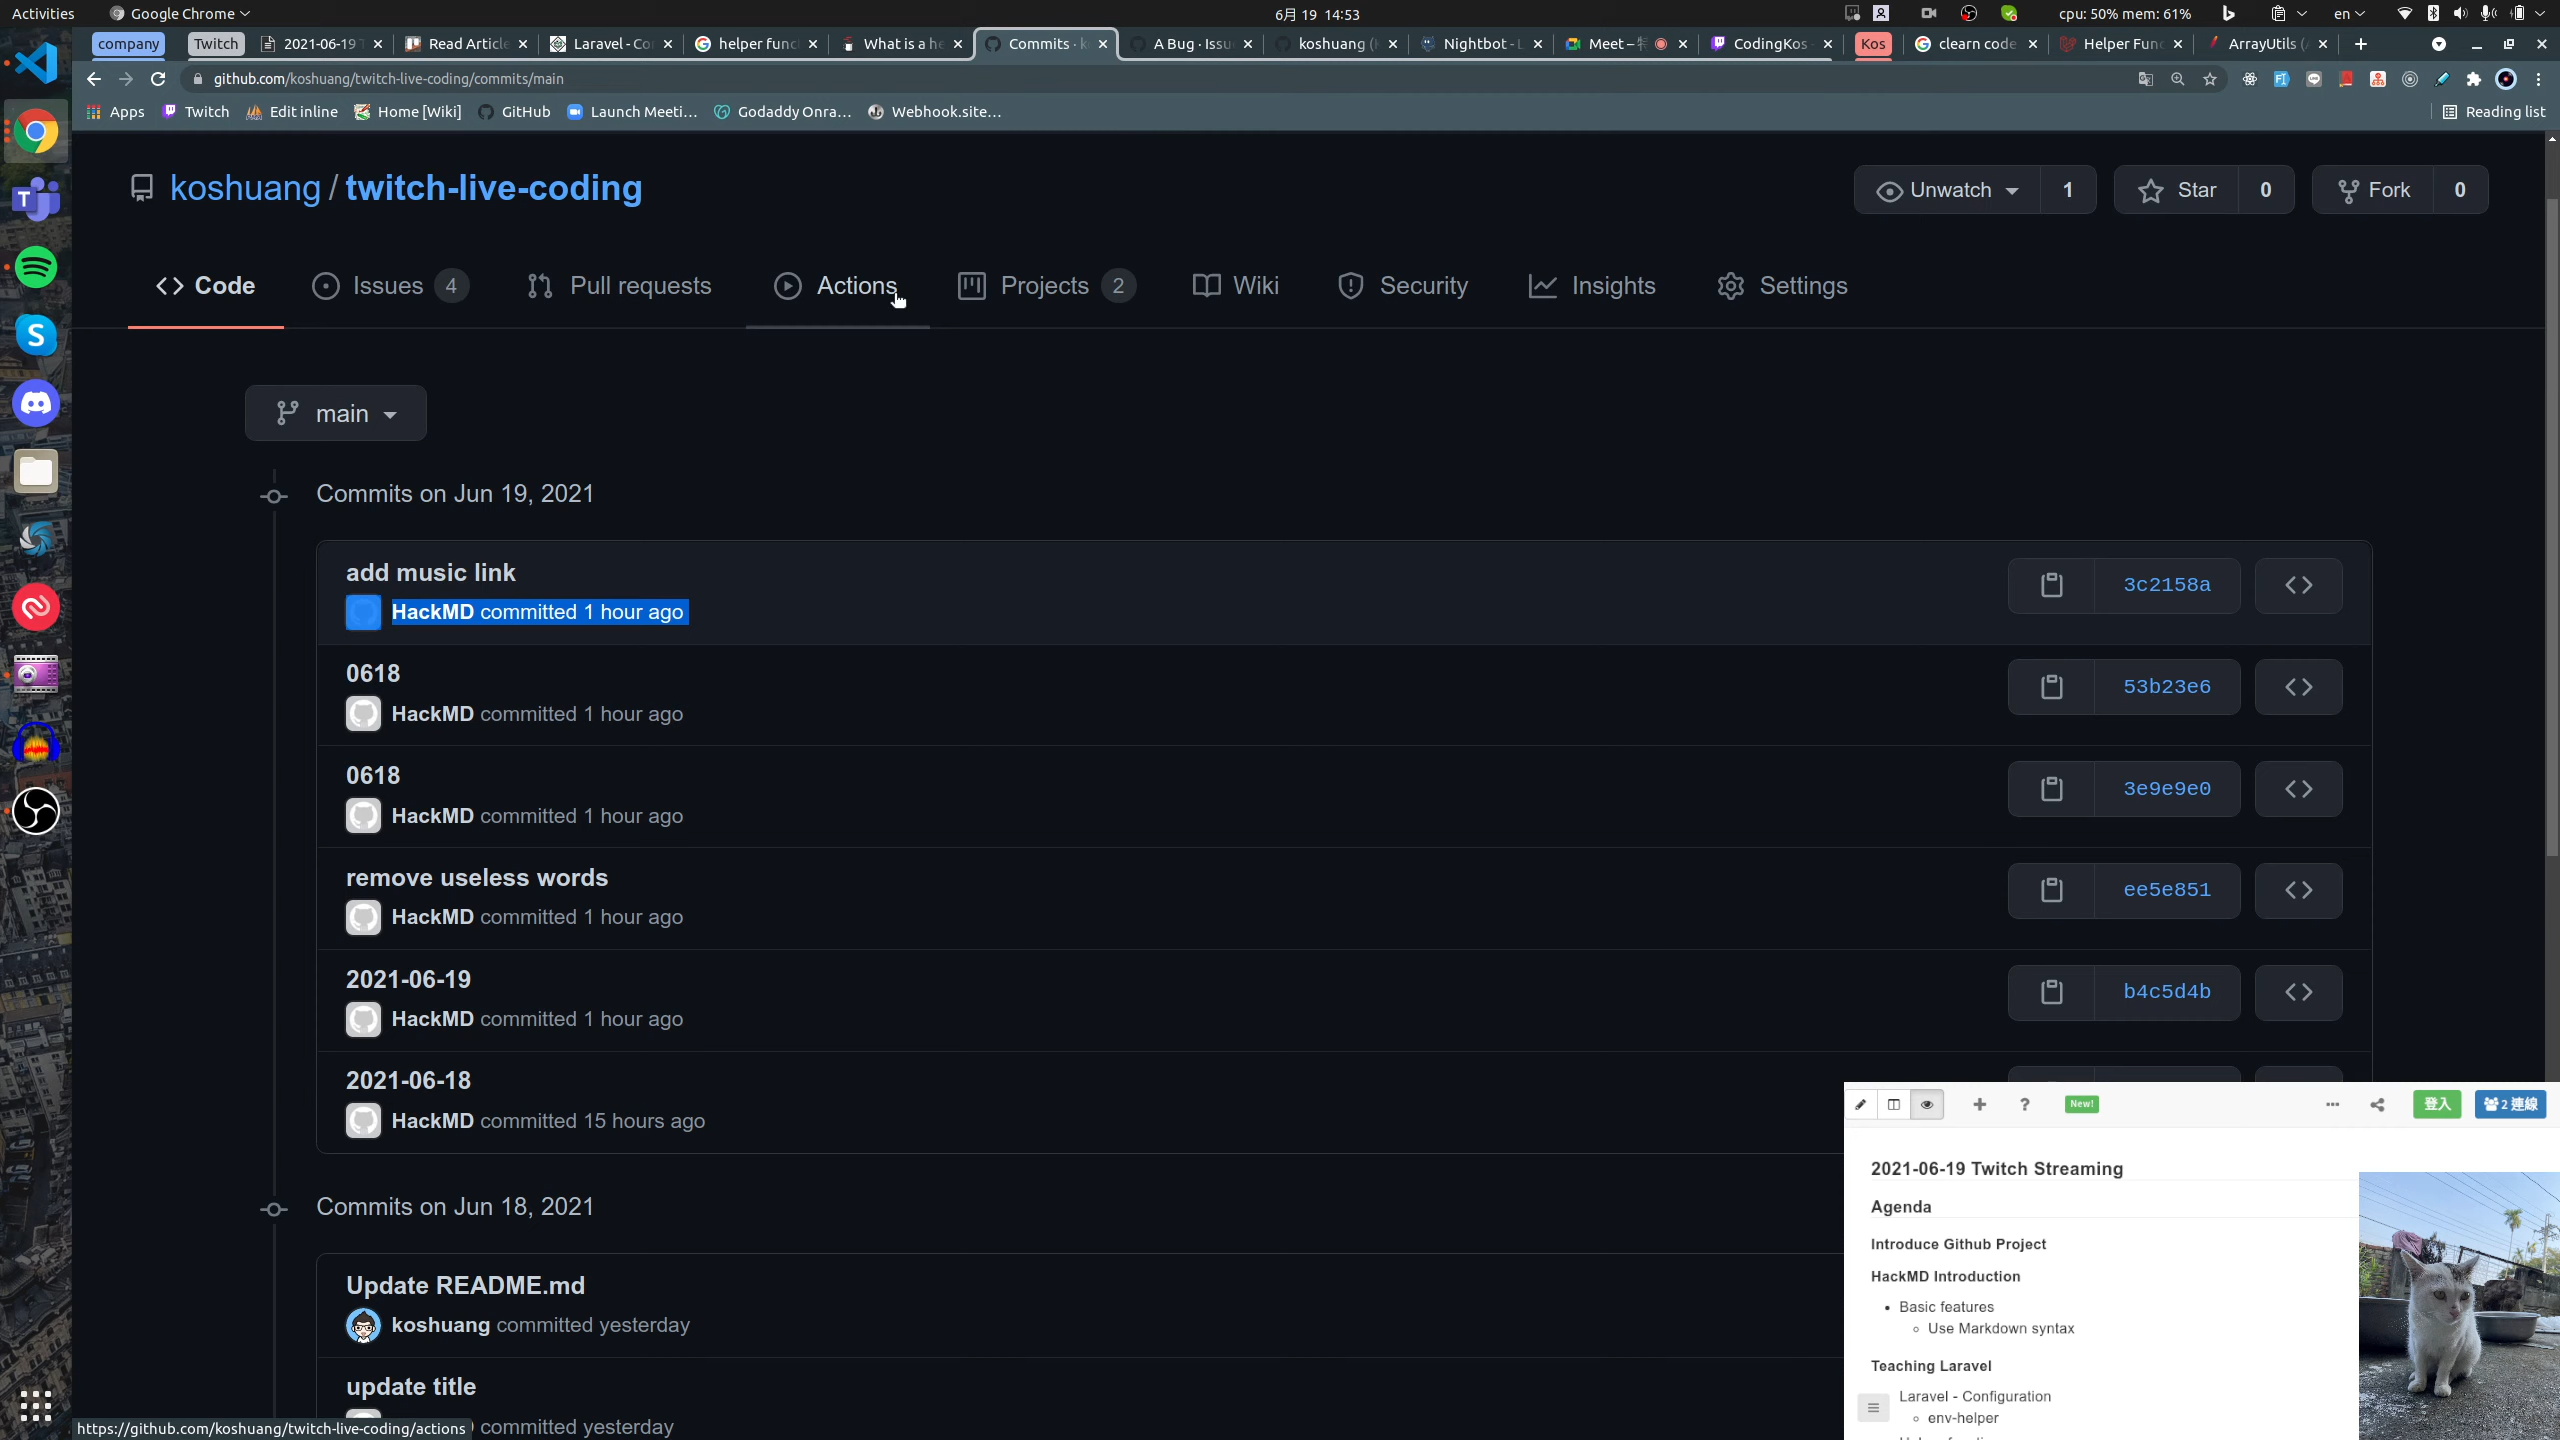 Activities
Google Chrome
6月 19 14:53
cpu: 50% mem: 61%
en
company
Twitch
2021-06-19 T
Read Article
Laravel - Co
helper func
What is a he
Commits · k
A Bug · Issu
koshuang (
Nightbot - L
Meet –
CodingKos
Kos
clearn code
Helper Func
ArrayUtils (
github.com/koshuang/twitch-live-coding/commits/main
Apps
Twitch
Edit inline
Home [Wiki]
GitHub
Launch Meeti…
Godaddy Onra…
Webhook.site…
Reading list
koshuang / twitch-live-coding
Unwatch 1
Star 0
Fork 0
Code
Issues 4
Pull requests
Actions
Projects 2
Wiki
Security
Insights
Settings
main
Commits on Jun 19, 2021
add music link
HackMD committed 1 hour ago
3c2158a
0618
HackMD committed 1 hour ago
53b23e6
0618
HackMD committed 1 hour ago
3e9e9e0
remove useless words
HackMD committed 1 hour ago
ee5e851
2021-06-19
HackMD committed 1 hour ago
b4c5d4b
2021-06-18
HackMD committed 15 hours ago
Commits on Jun 18, 2021
Update README.md
koshuang committed yesterday
update title
committed yesterday
https://github.com/koshuang/twitch-live-coding/actions
New!
登入
2 連線
2021-06-19 Twitch Streaming
Agenda
Introduce Github Project
HackMD Introduction
Basic features
Use Markdown syntax
Teaching Laravel
Laravel - Configuration
env-helper